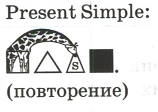 Present Simple:
s
.
(повторение)